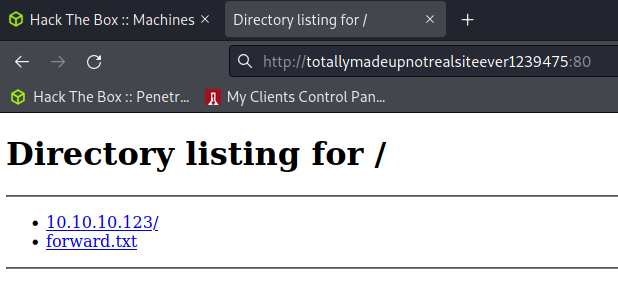 Hack The Box :: Machines
Directory listing for /
http://totallymadeupnotrealsiteever1239475:80
Hack The Box :: Penetr...
My Clients Control Pan...
Directory listing for /
10.10.10.123/
forward.txt